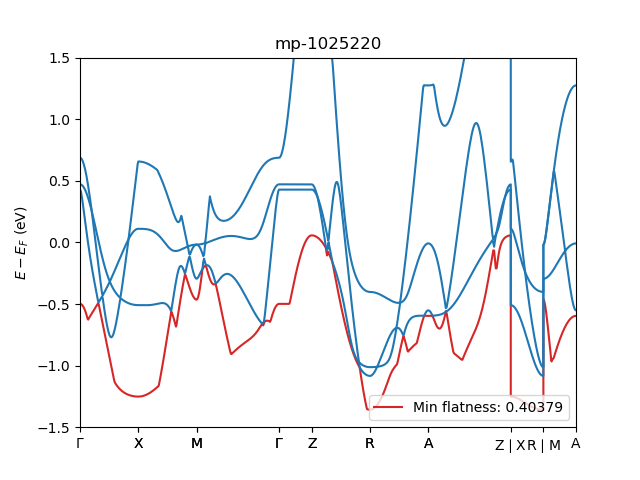 mp-1025220
E − E_F (eV)
1.5
1.0
0.5
0.0
−0.5
−1.0
−1.5
Min flatness: 0.40379
Γ X M Γ Z R A Z | X R | M A